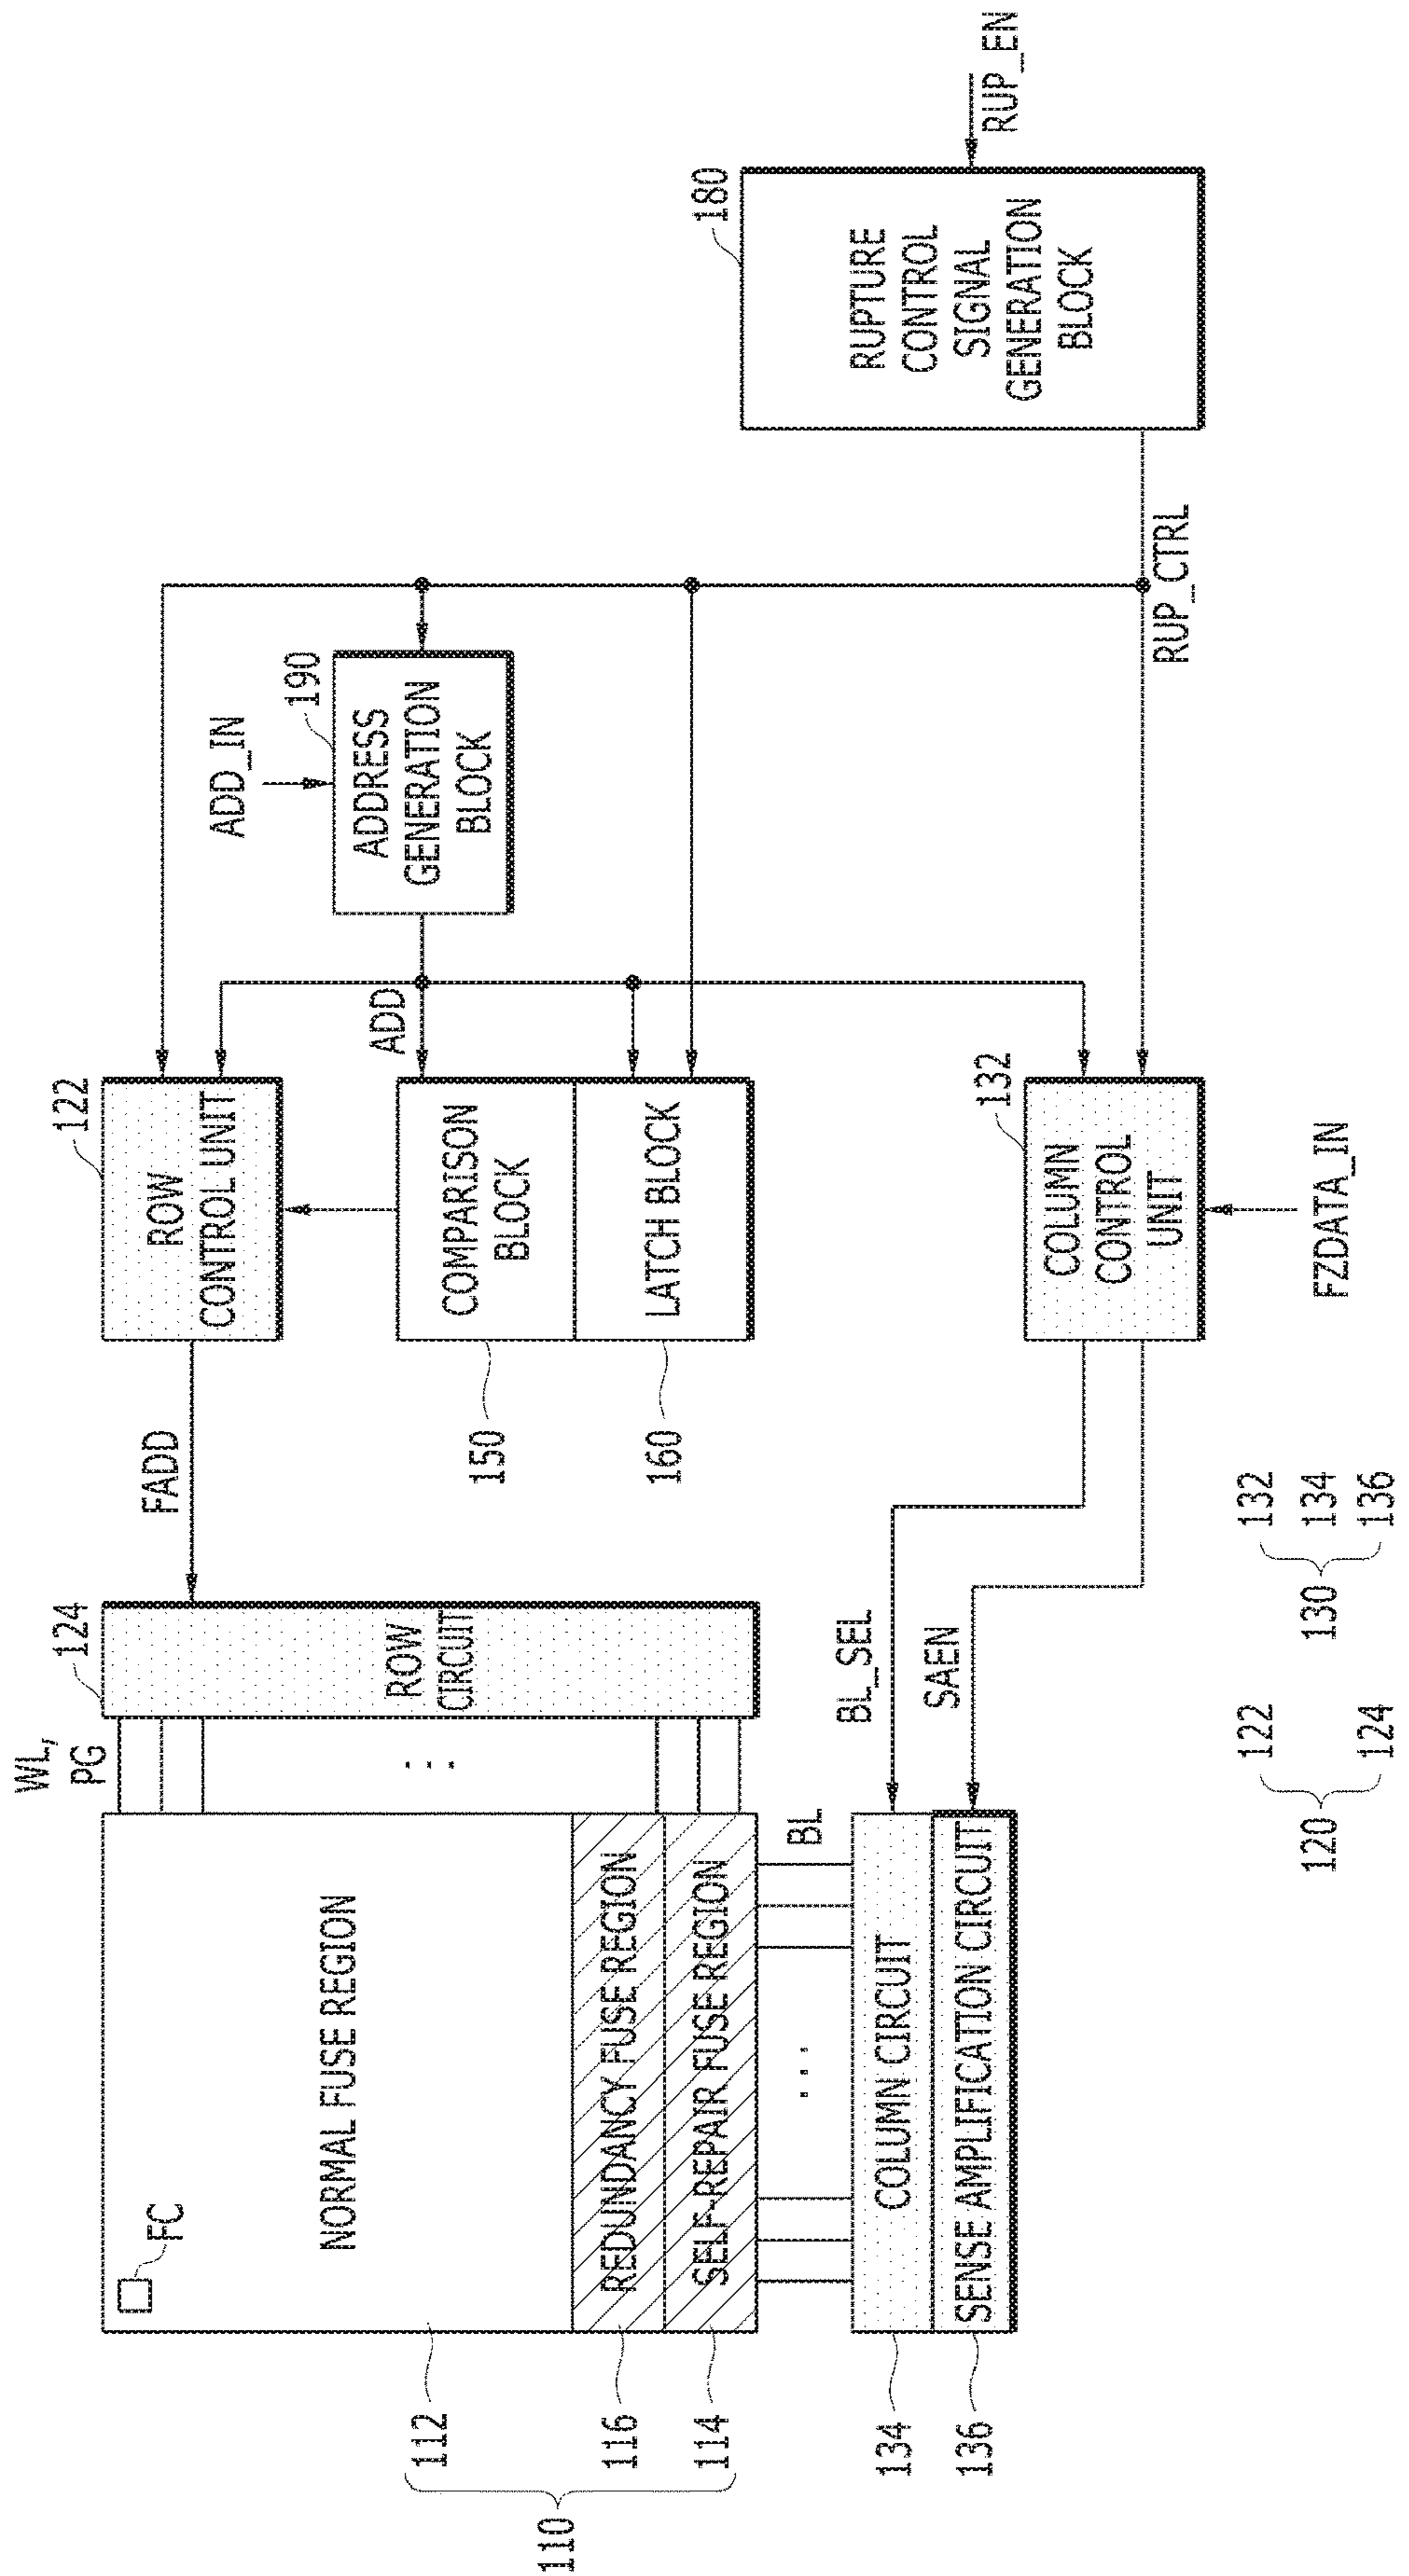 110
112
116
114
FC
NORMAL FUSE REGION
REDUNDANCY FUSE REGION
SELF-REPAIR FUSE REGION
WL,
PG
. . .
124
ROW
CIRCUIT
FADD
122
ROW
CONTROL UNIT
150
COMPARISON
BLOCK
160
LATCH BLOCK
ADD
ADD_IN
190
ADDRESS
GENERATION
BLOCK
180
RUPTURE
CONTROL
SIGNAL
GENERATION
BLOCK
RUP_EN
RUP_CTRL
BL
. . .
134
COLUMN CIRCUIT
136
SENSE AMPLIFICATION CIRCUIT
BL_SEL
SAEN
132
COLUMN
CONTROL
UNIT
FZDATA_IN
120
122
124
130
132
134
136